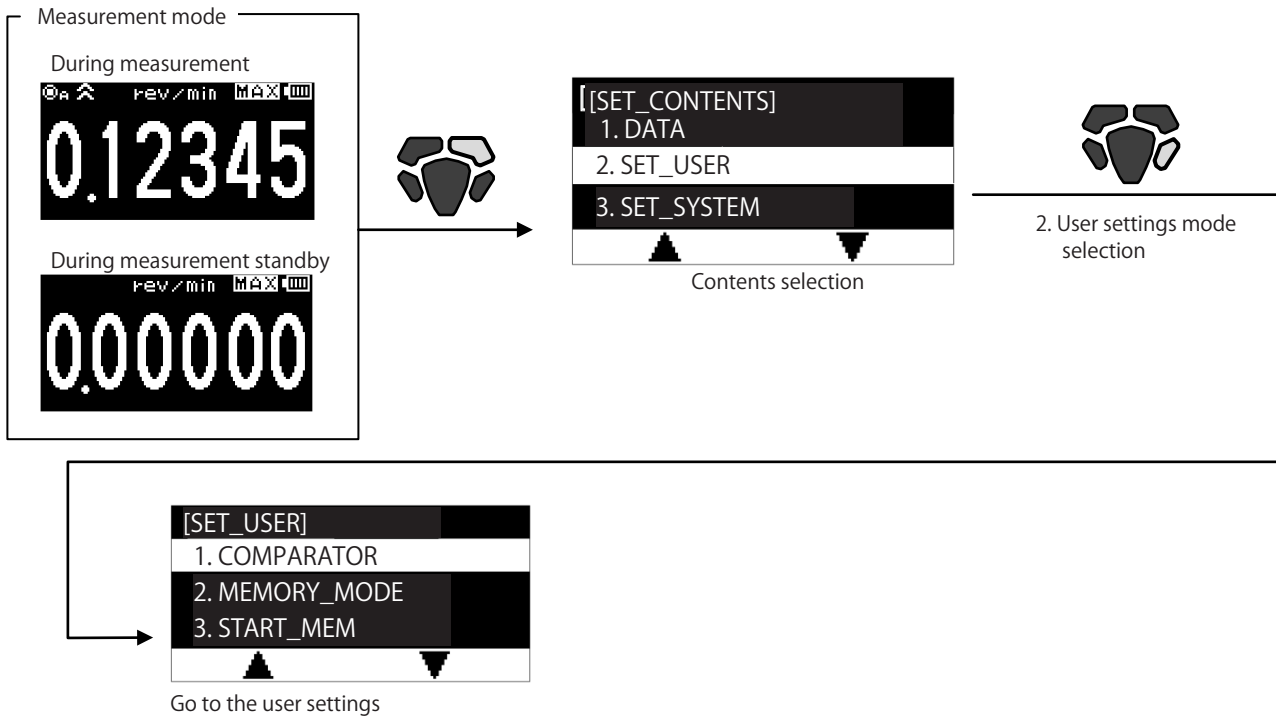 Measurement mode
During measurement
A rev/min MAX
0.12345
During measurement standby
rev/min MAX
0.00000
[[SET_CONTENTS]
1. DATA
2. SET_USER
3. SET_SYSTEM
Contents selection
2. User settings mode
selection
[SET_USER]
1. COMPARATOR
2. MEMORY_MODE
3. START_MEM
Go to the user settings